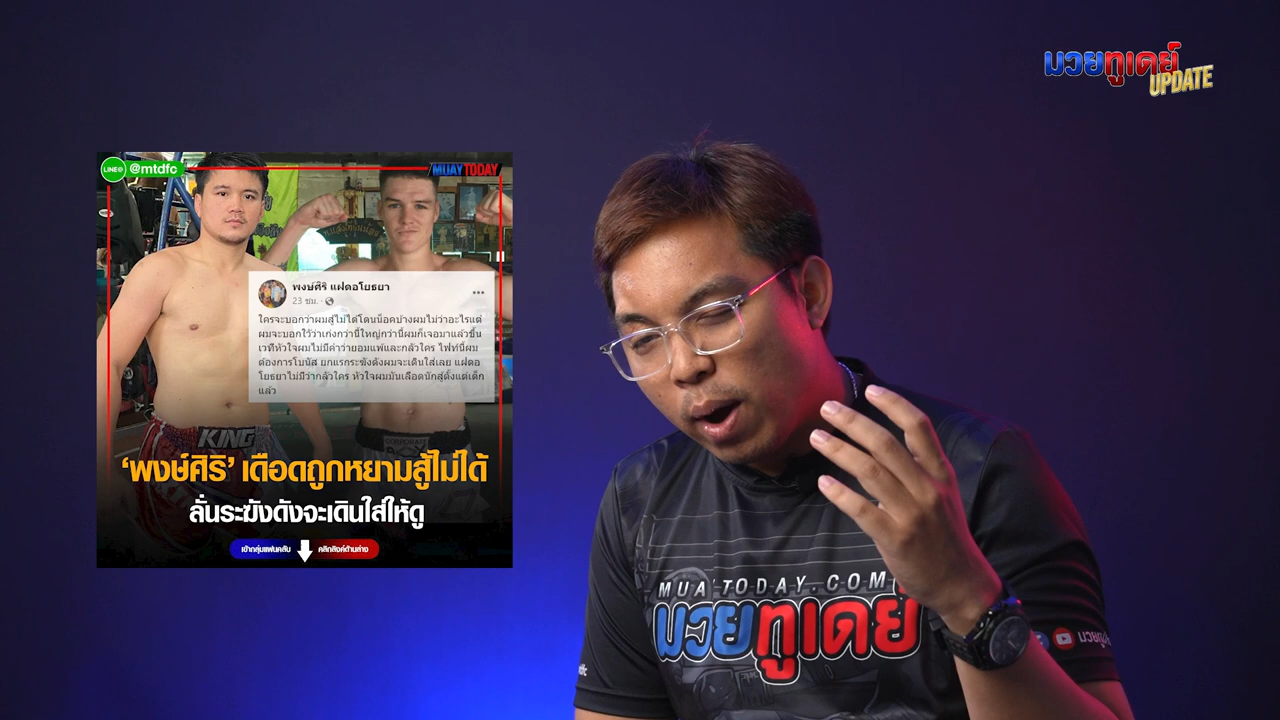 มวยทูเดย์
UPDATE
LINE@ @mtdfc
MUAYTODAY
พงษ์ศิริ แฝดอโยธยา
23 ชม.
ใครจะบอกว่าผมสู้ไม่ได้โดนน็อคบ้างผมไม่ว่าอะไรแต่
ผมจะบอกไว้ว่าเก่งกว่านี้ใหญ่กว่านี้ผมก็เจอมาแล้วขึ้น
เวทีหัวใจผมไม่มีคำว่ายอมแพ้และกลัวใคร ไฟท์นี้ผม
ต้องการโบนัส ยกแรกระฆังดังผมจะเดินใส่เลย แฝดอ
โยธยาไม่มีว่ากลัวใคร หัวใจผมมันเลือดนักสู้ตั้งแต่เด็ก
แล้ว
KING
CORPORATE
‘พงษ์ศิริ’ เดือดถูกหยามสู้ไม่ได้
ลั่นระฆังดังจะเดินใส่ให้ดู
เข้ากลุ่มแฟนคลับ คลิกลิงค์ด้านล่าง
MUAYTODAY.COM
มวยทูเดย์